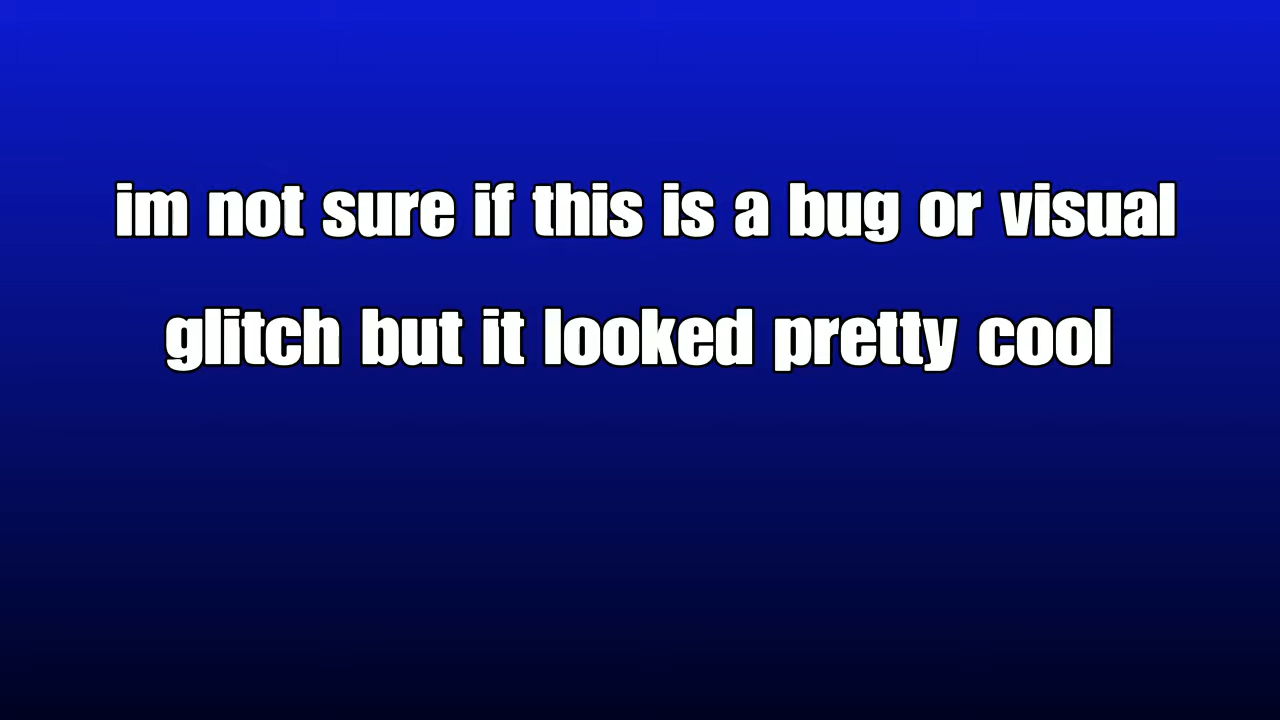 im not sure if this is a bug or visual
glitch but it looked pretty cool